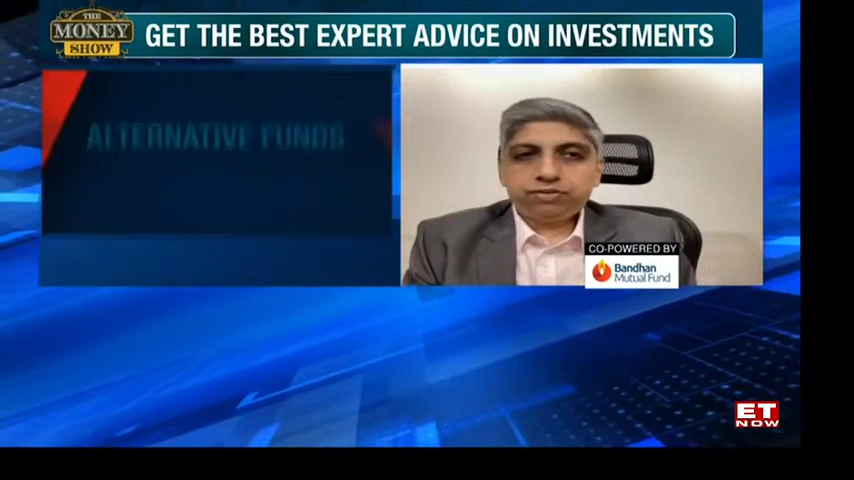 THE
MONEY
SHOW
GET THE BEST EXPERT ADVICE ON INVESTMENTS
ALTERNATIVE FUNDS
CO-POWERED BY
Bandhan
Mutual Fund
ET
NOW